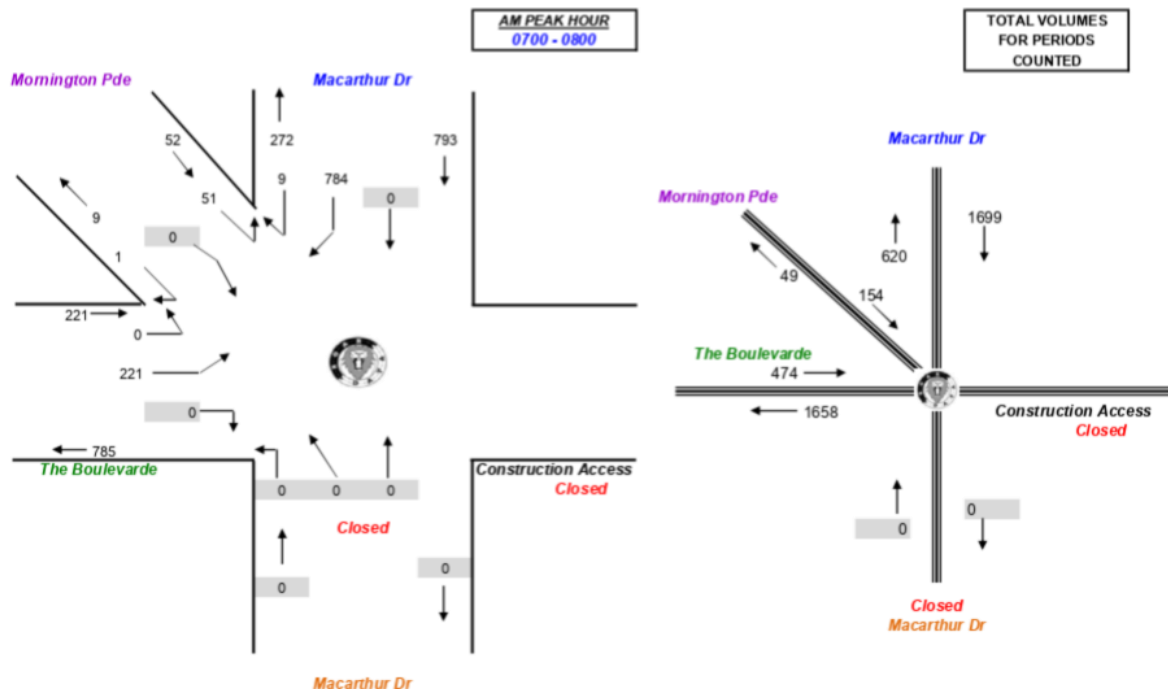 AM PEAK HOUR
0700 - 0800
TOTAL VOLUMES
FOR PERIODS
COUNTED
Mornington Pde
Macarthur Dr
52
272
793
9
784
0
51
9
0
1
221
0
221
0
785
The Boulevarde
0
0
0
Construction Access
Closed
Closed
0
0
Macarthur Dr
Macarthur Dr
Mornington Pde
1699
620
49
154
The Boulevarde
474
1658
Construction Access
Closed
0
0
Closed
Macarthur Dr